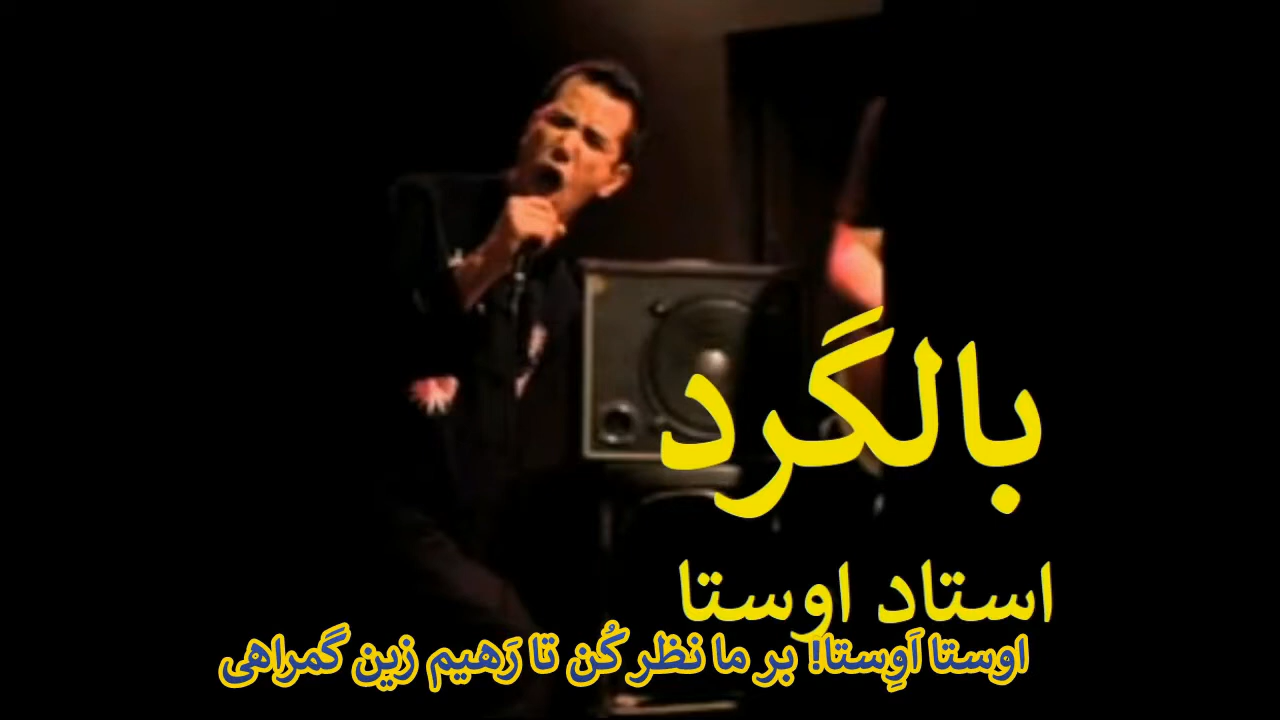 بالگرد
استاد اوستا
اوستا اَوِستا! بر ما نظر کُن تا رَهیم زین گمراهی